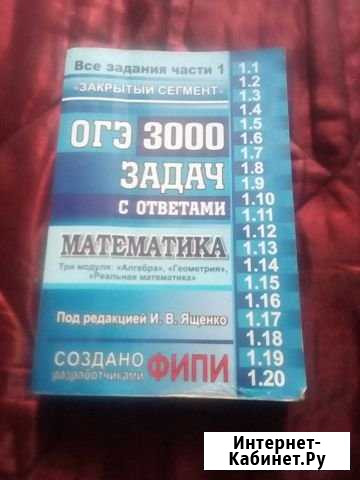 Все задания части 1
«ЗАКРЫТЫЙ СЕГМЕНТ»
ОГЭ 3000
ЗАДАЧ
С ОТВЕТАМИ
МАТЕМАТИКА
Три модуля: «Алгебра», «Геометрия»,
«Реальная математика»
Под редакцией И. В. Ященко
СОЗДАНО
разработчиками ФИПИ
1.1
1.2
1.3
1.4
1.5
1.6
1.7
1.8
1.9
1.10
1.11
1.12
1.13
1.14
1.15
1.16
1.17
1.18
1.19
1.20
Интернет-
Кабинет.Ру